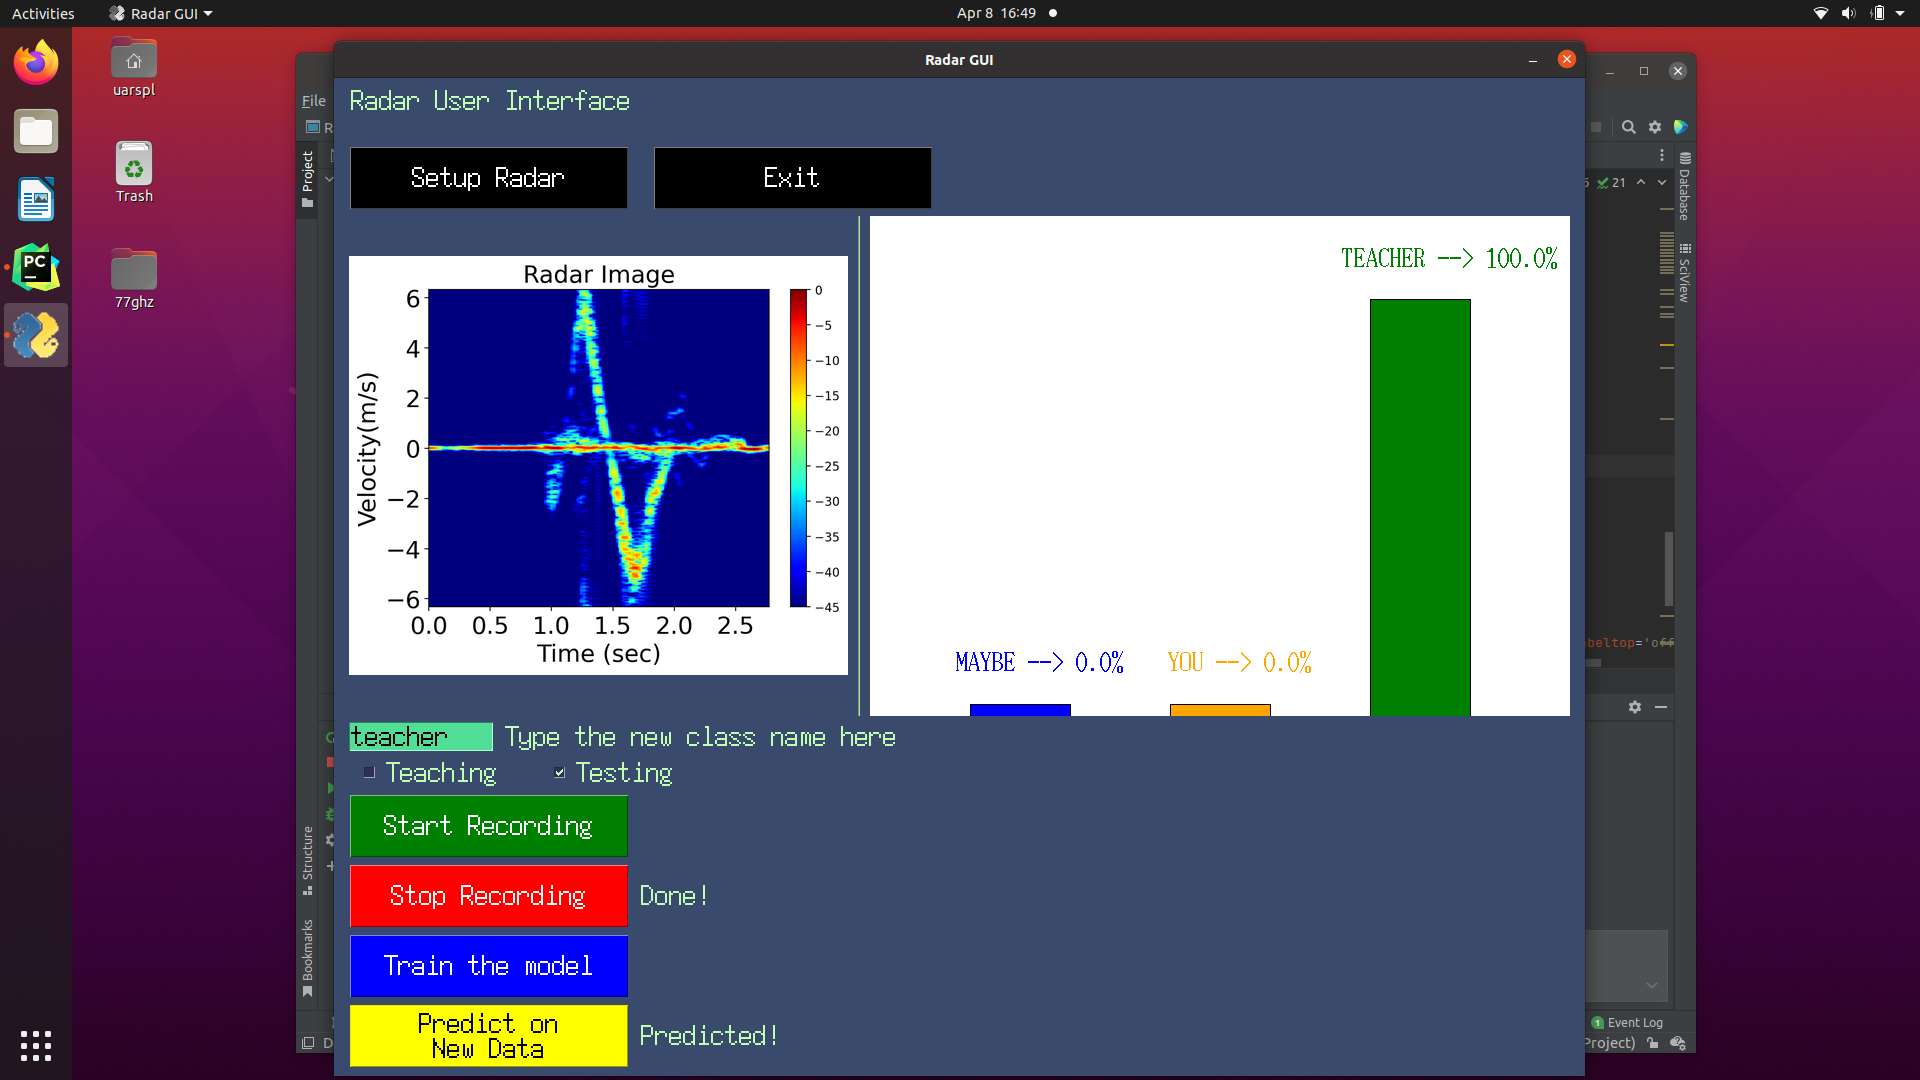 Activities
Radar GUI
Apr 8 16:49
uarspl
Trash
77ghz
Radar GUI
File
Project
Structure
Bookmarks
Radar User Interface
Setup Radar
Exit
Radar Image
6
4
2
0
−2
−4
−6
Velocity(m/s)
0.0 0.5 1.0 1.5 2.0 2.5
Time (sec)
0
−5
−10
−15
−20
−25
−30
−35
−40
−45
TEACHER --> 100.0%
MAYBE --> 0.0%
YOU --> 0.0%
teacher
Type the new class name here
Teaching
Testing
Start Recording
Stop Recording
Done!
Train the model
Predict on
New Data
Predicted!
21
Database
SciView
PC
beltop='off
1 Event Log
Project)